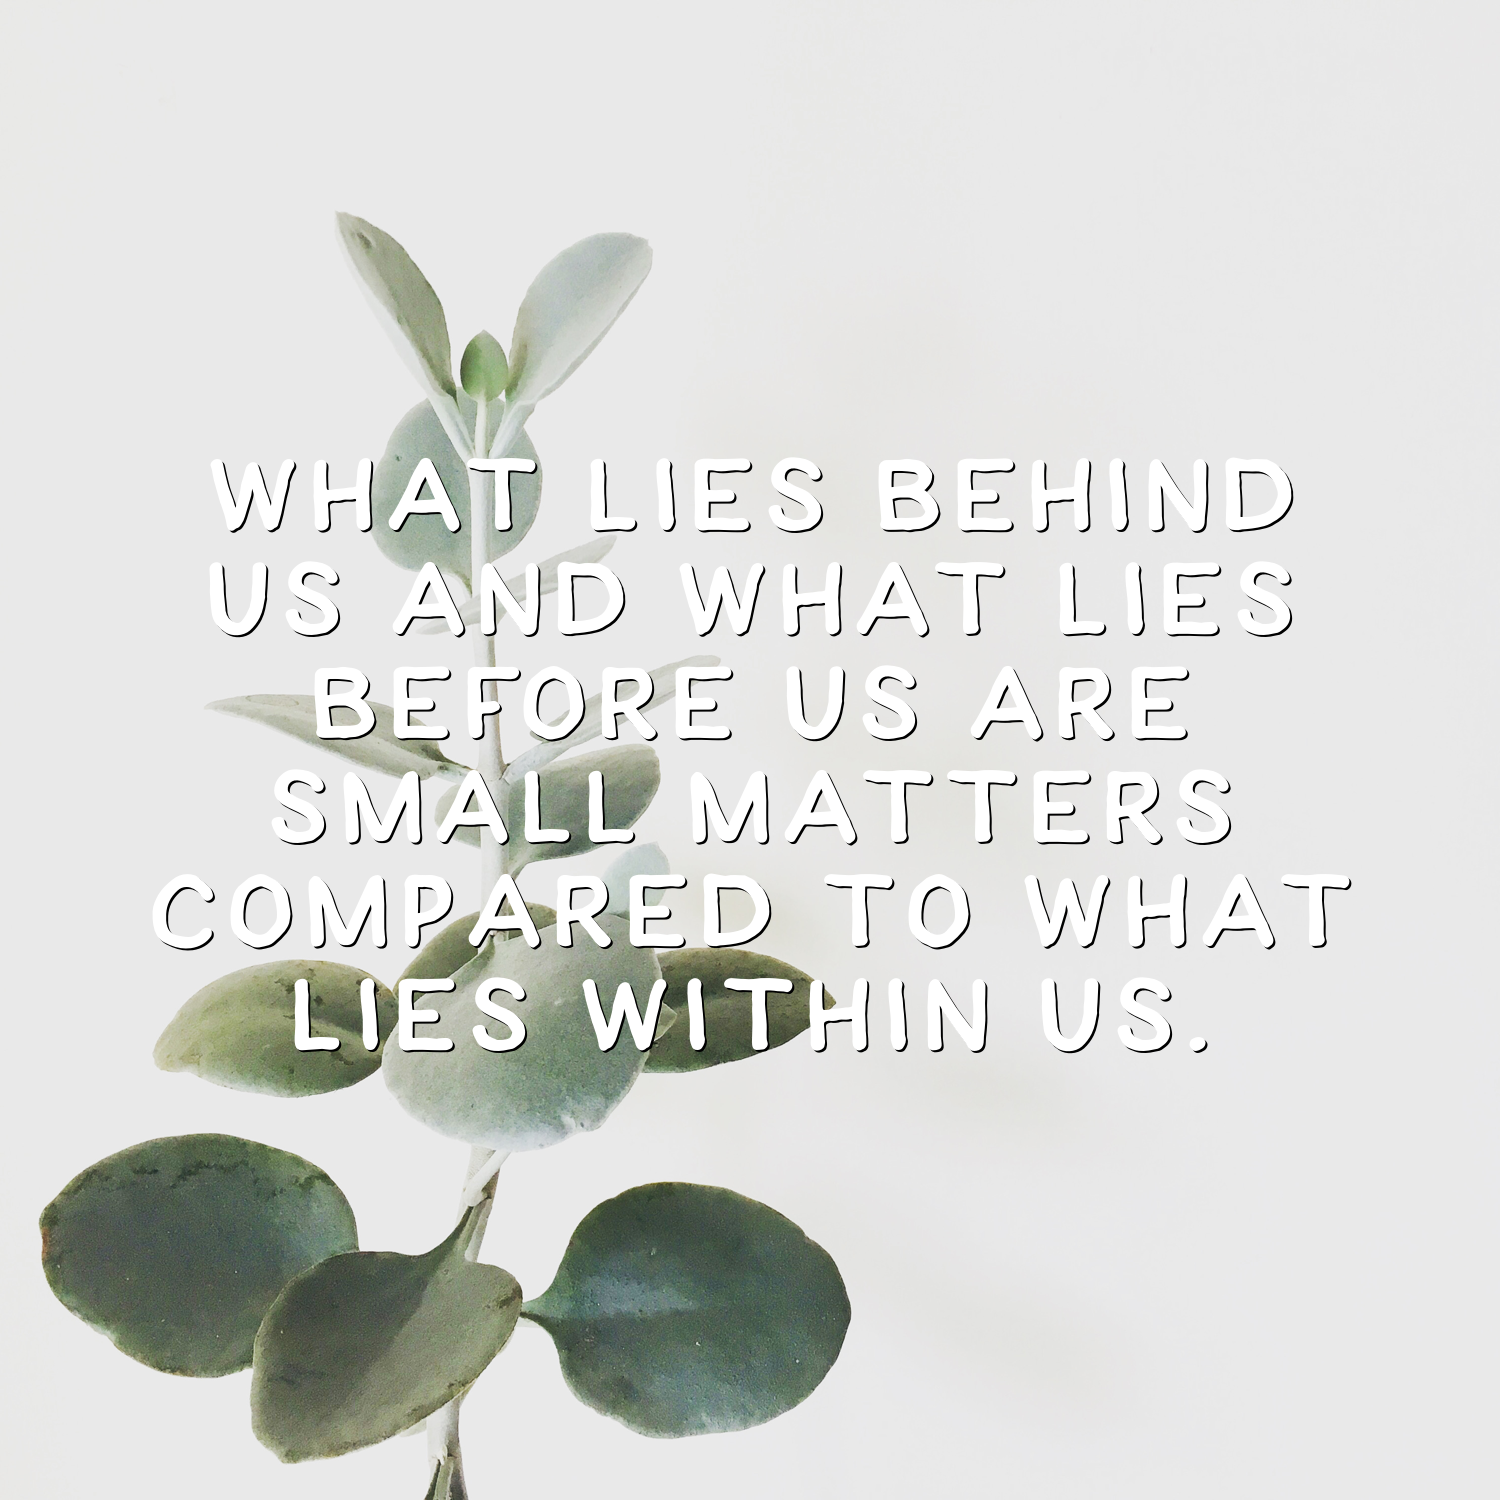 WHAT LIES BEHIND
US AND WHAT LIES
BEFORE US ARE
SMALL MATTERS
COMPARED TO WHAT
LIES WITHIN US.